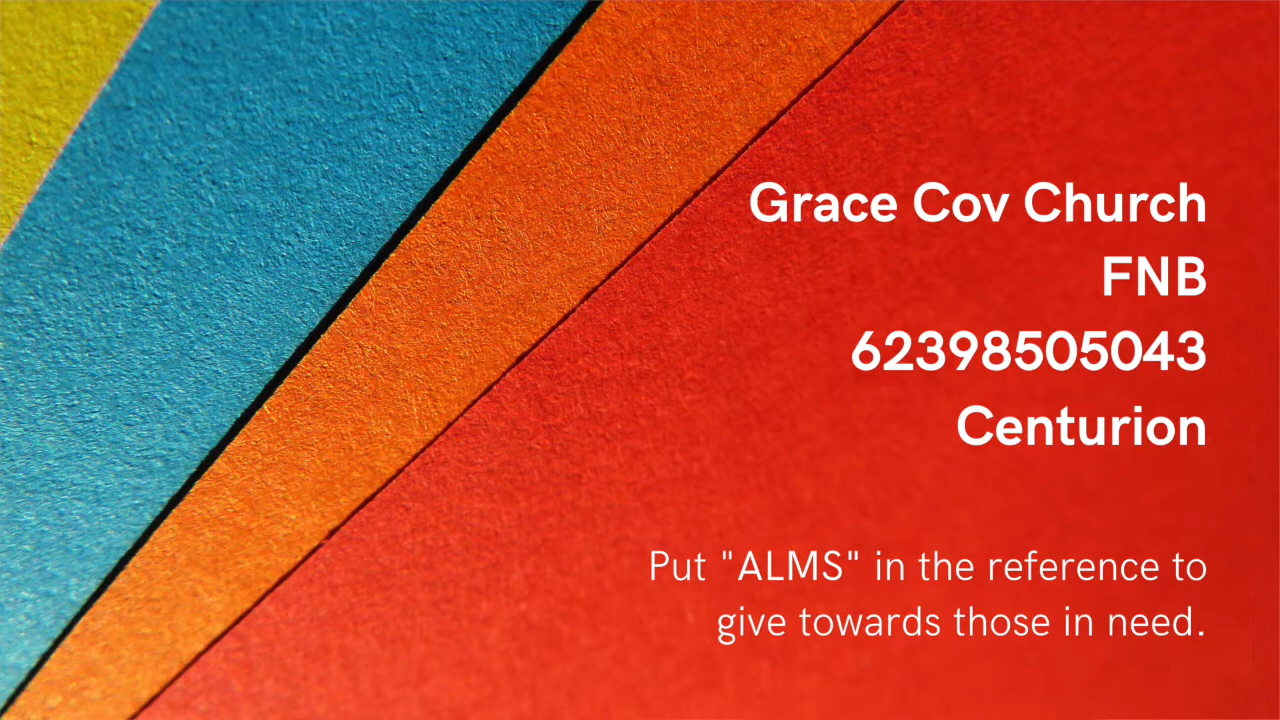 Grace Cov Church
FNB
62398505043
Centurion
Put "ALMS" in the reference to
give towards those in need.